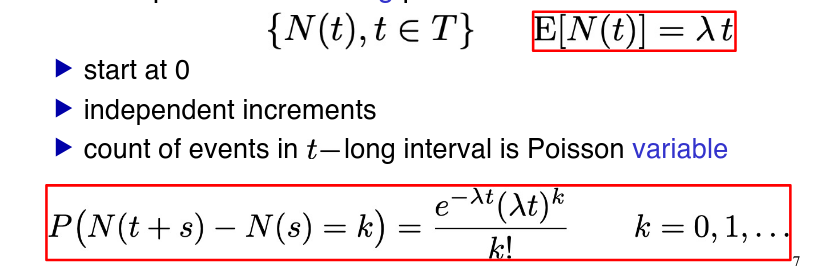 {N(t), t ∈ T} E[N(t)] = λ t
▶ start at 0
▶ independent increments
▶ count of events in t−long interval is Poisson variable
P(N(t + s) − N(s) = k) = e^{−λt}(λt)^k / k! k = 0, 1, . . .
7